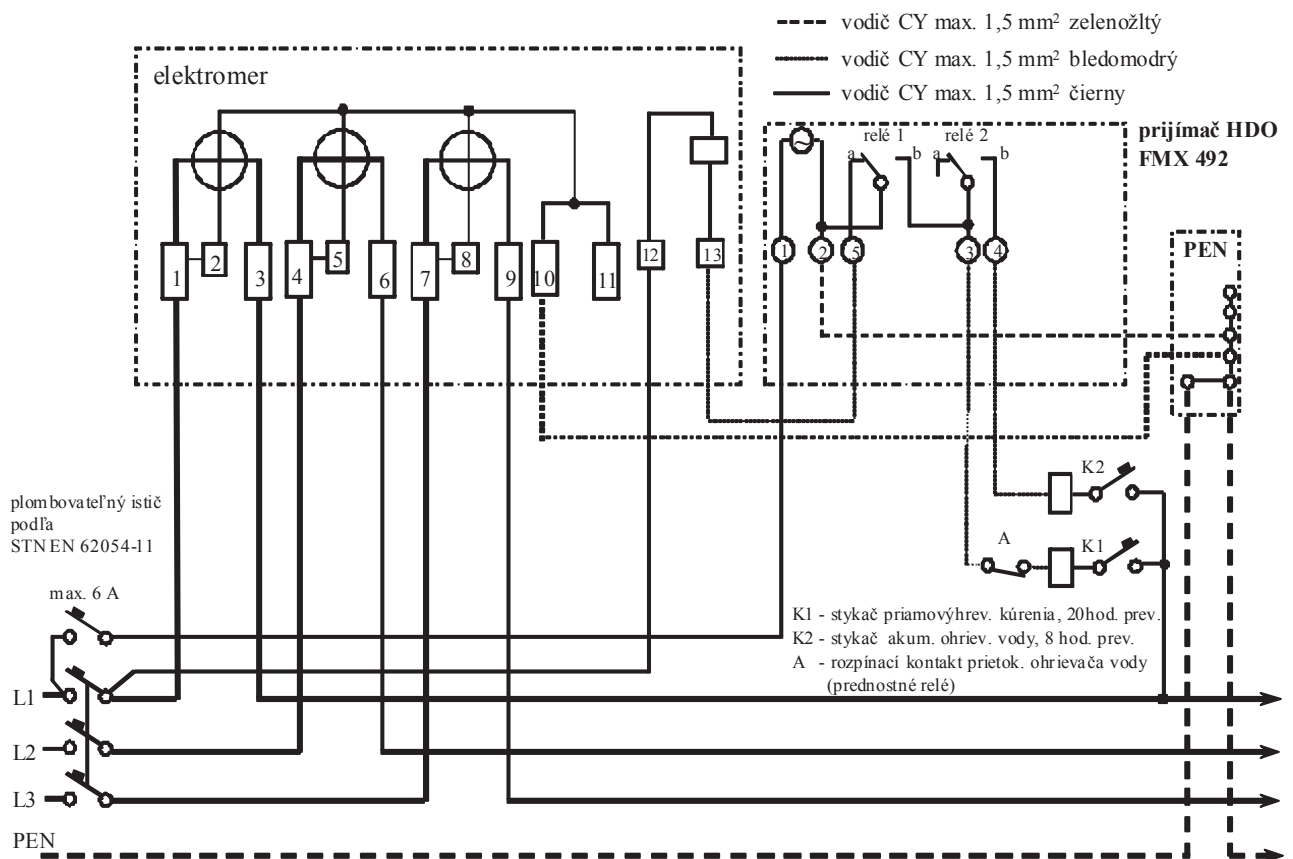 vodič CY max. 1,5 mm² zelenožltý
vodič CY max. 1,5 mm² bledomodrý
vodič CY max. 1,5 mm² čierny
elektromer
relé 1
relé 2
a
b
a
b
prijímač HDO
FMX 492
1
2
3
4
5
6
7
8
9
10
11
12
13
1
2
5
3
4
PEN
K2
A
K1
plombovateľný istič
podľa
STN EN 62054-11
max. 6 A
K1 - stykač priamovýhrev. kúrenia, 20hod. prev.
K2 - stykač akum. ohriev. vody, 8 hod. prev.
A - rozpínací kontakt prietok. ohrievača vody
(prednostné relé)
L1
L2
L3
PEN